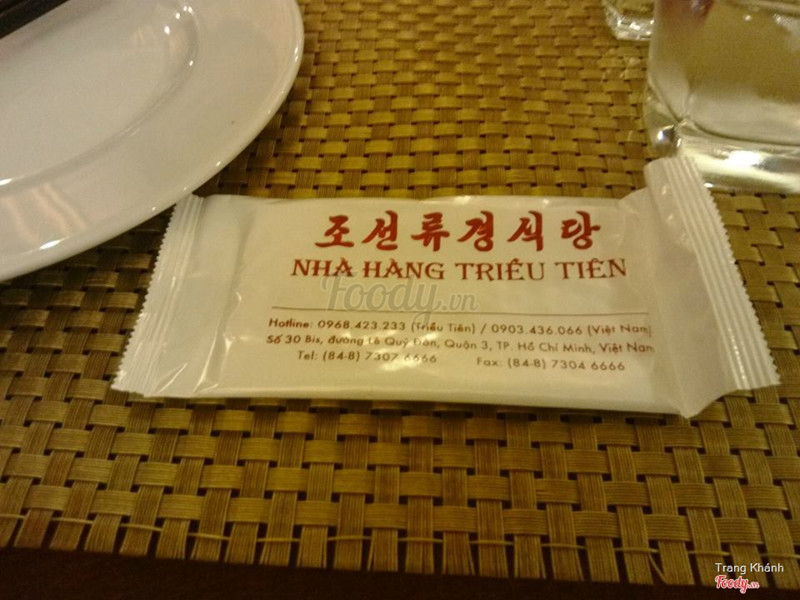 조선류경식당
NHÀ HÀNG TRIỀU TIÊN
Hotline: 0968.423.233 (Triều Tiên) / 0903.436.066 (Việt Nam)
Số 30 Bis, đường Lê Quý Đôn, Quận 3, TP. Hồ Chí Minh, Việt Nam
Tel: (84-8) 7307 6666 Fax: (84-8) 7304 6666
Foody.vn
Trang Khánh
Foody.vn